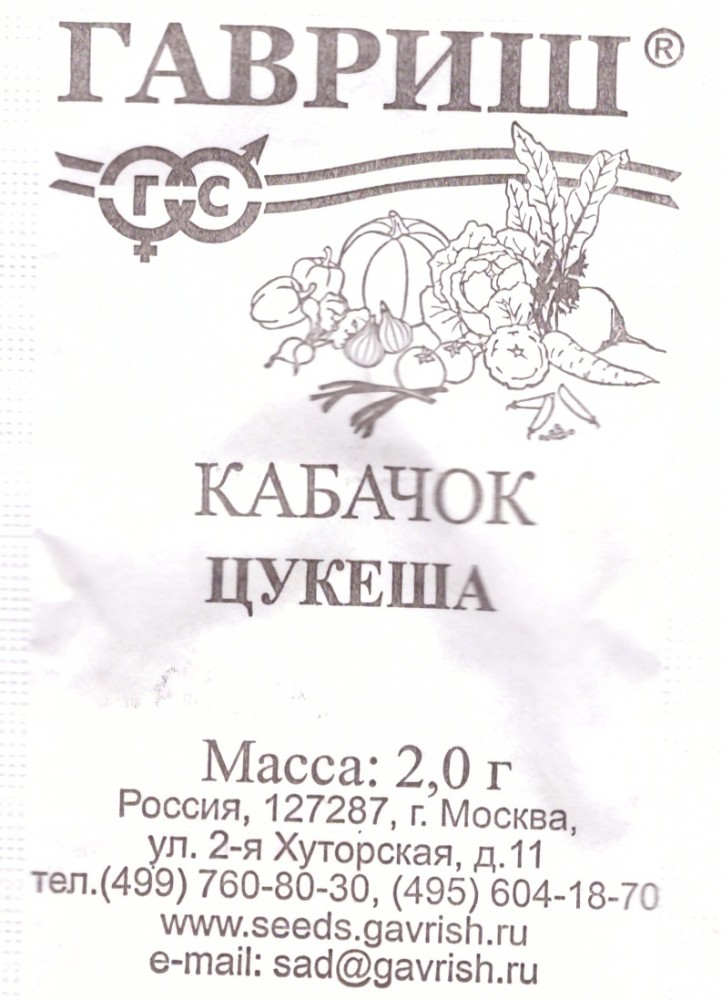 ГАВРИШ®
Г С
КАБАЧОК
ЦУКЕША
Масса: 2,0 г
Россия, 127287, г. Москва,
ул. 2-я Хуторская, д.11
тел.(499) 760-80-30, (495) 604-18-70
www.seeds.gavrish.ru
e-mail: sad@gavrish.ru